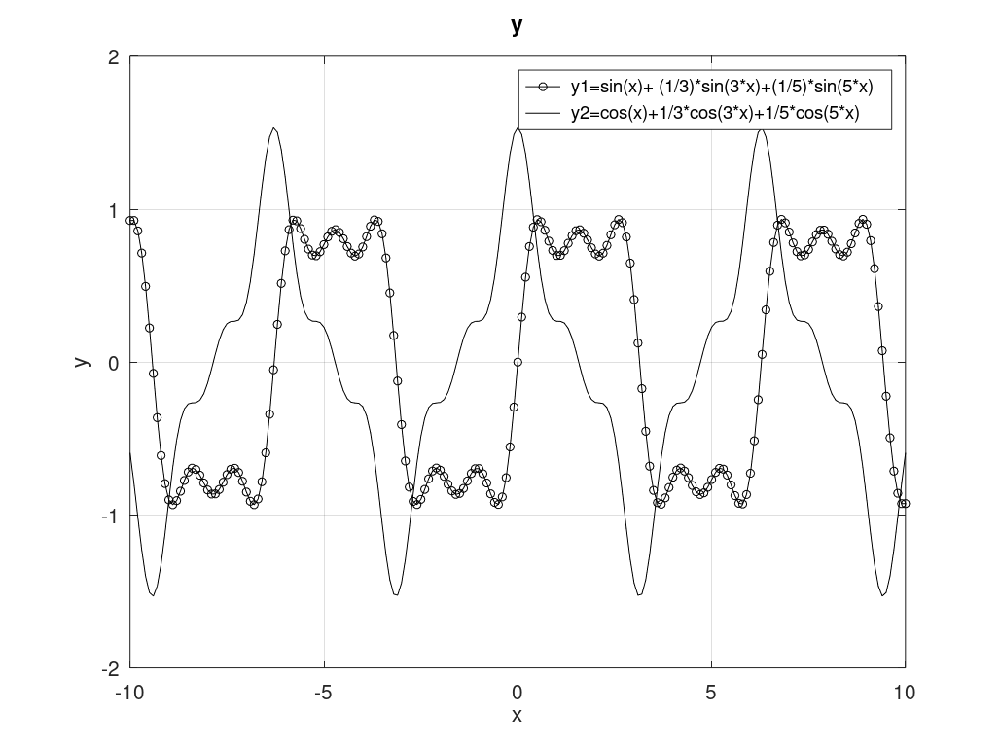 y
y1=sin(x)+ (1/3)*sin(3*x)+(1/5)*sin(5*x)
y2=cos(x)+1/3*cos(3*x)+1/5*cos(5*x)
2
1
0
-1
-2
y
-10
-5
0
5
10
x